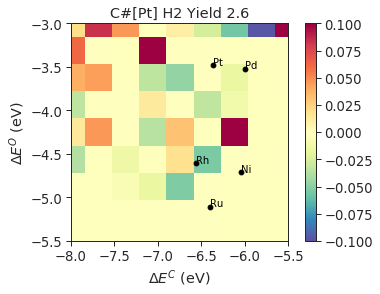 C#[Pt] H2 Yield 2.6
−3.0
−3.5
−4.0
−4.5
−5.0
−5.5
ΔE^O (eV)
Pt
Pd
Rh
Ni
Ru
−8.0 −7.5 −7.0 −6.5 −6.0 −5.5
ΔE^C (eV)
0.100
0.075
0.050
0.025
0.000
−0.025
−0.050
−0.075
−0.100